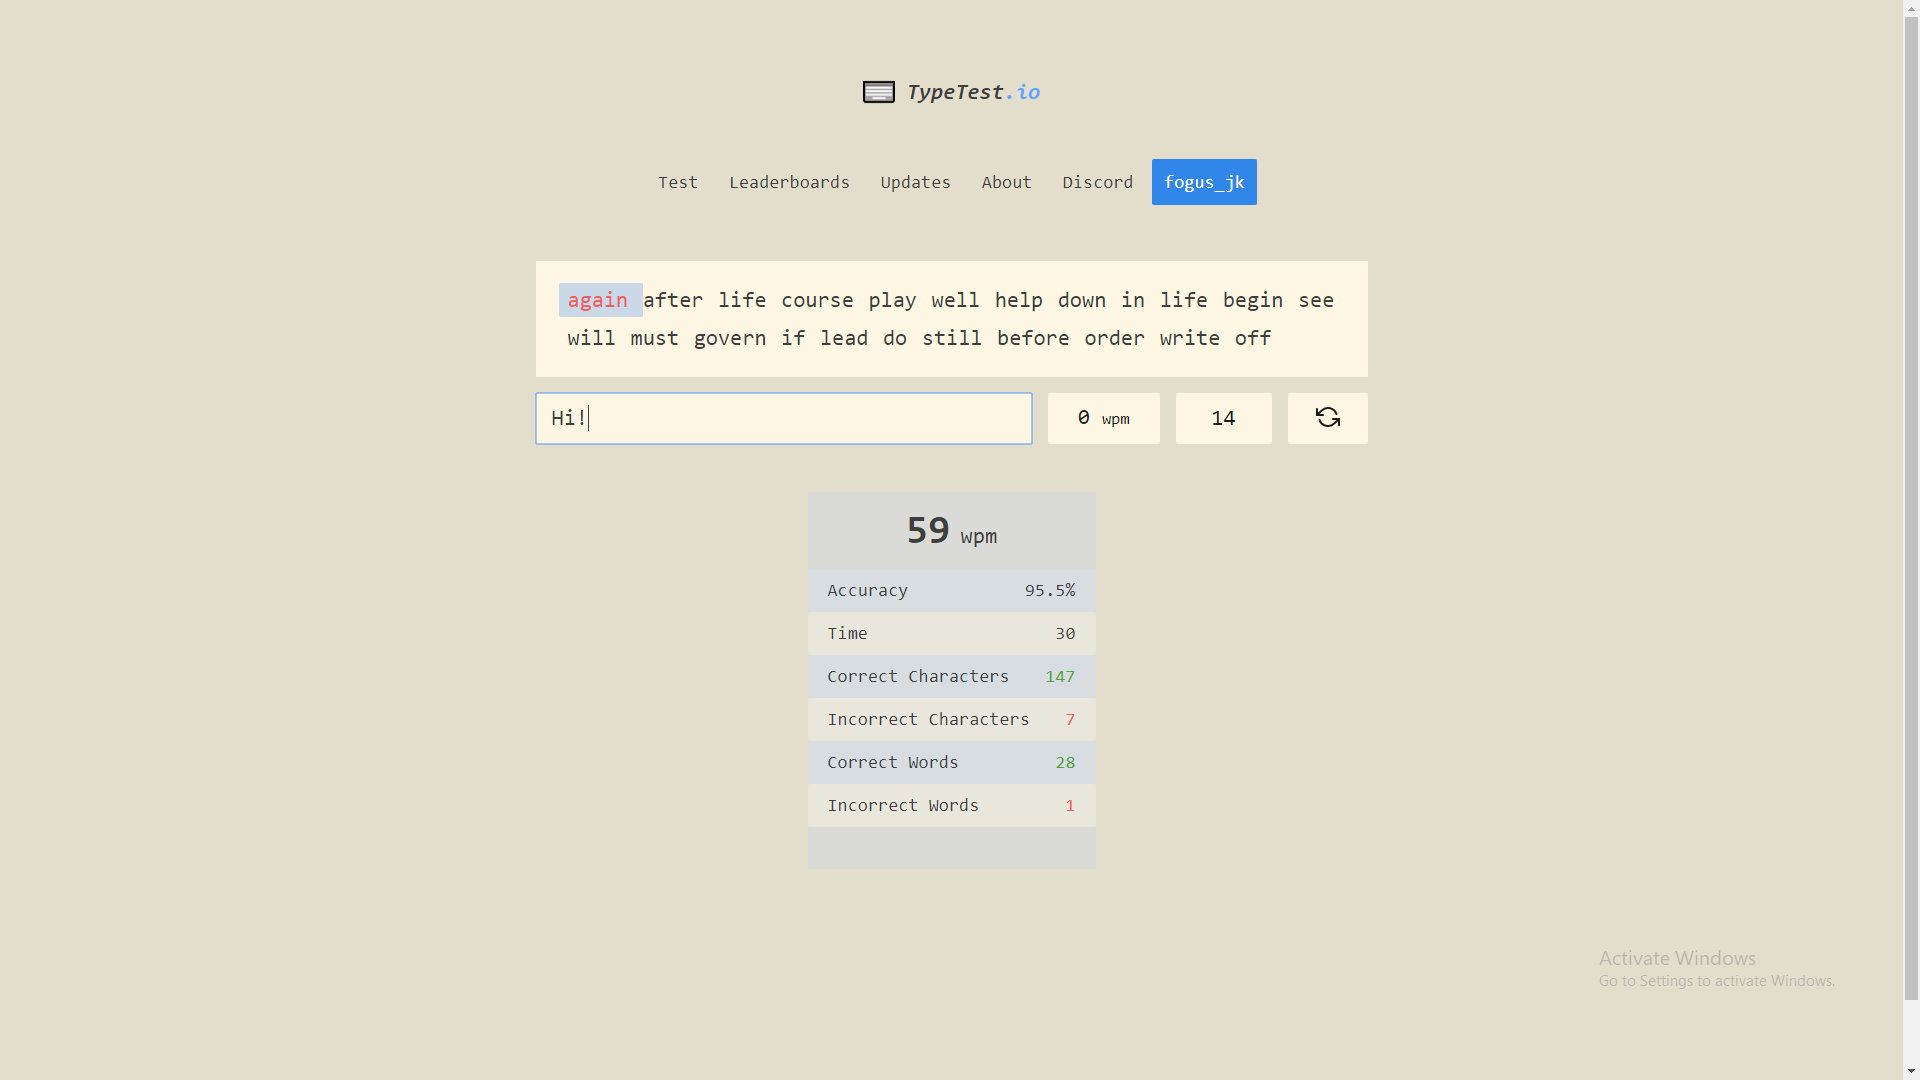 TypeTest.io
Test Leaderboards Updates About Discord fogus_jk
again after life course play well help down in life begin see
will must govern if lead do still before order write off
Hi! 0 wpm 14
59 wpm
Accuracy 95.5%
Time 30
Correct Characters 147
Incorrect Characters 7
Correct Words 28
Incorrect Words 1
Activate Windows
Go to Settings to activate Windows.